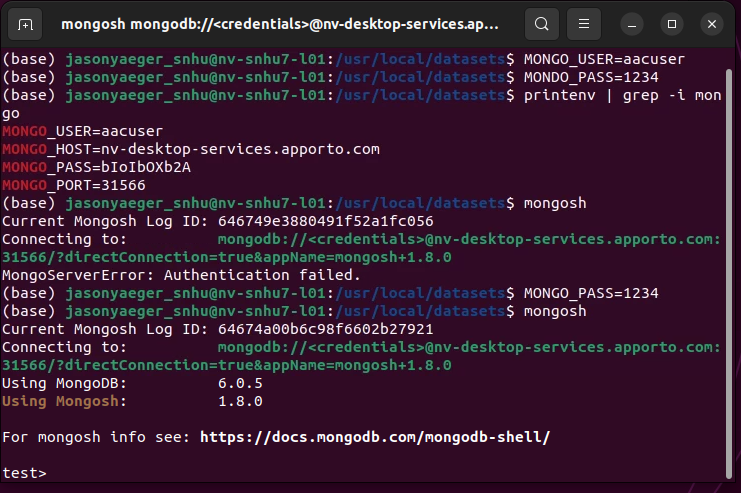 mongosh mongodb://<credentials>@nv-desktop-services.ap...
(base) jasonyaeger_snhu@nv-snhu7-l01:/usr/local/datasets$ MONGO_USER=aacuser
(base) jasonyaeger_snhu@nv-snhu7-l01:/usr/local/datasets$ MONDO_PASS=1234
(base) jasonyaeger_snhu@nv-snhu7-l01:/usr/local/datasets$ printenv | grep -i mon
go
MONGO_USER=aacuser
MONGO_HOST=nv-desktop-services.apporto.com
MONGO_PASS=bIoIbOXb2A
MONGO_PORT=31566
(base) jasonyaeger_snhu@nv-snhu7-l01:/usr/local/datasets$ mongosh
Current Mongosh Log ID: 646749e3880491f52a1fc056
Connecting to:          mongodb://<credentials>@nv-desktop-services.apporto.com:
31566/?directConnection=true&appName=mongosh+1.8.0
MongoServerError: Authentication failed.
(base) jasonyaeger_snhu@nv-snhu7-l01:/usr/local/datasets$ MONGO_PASS=1234
(base) jasonyaeger_snhu@nv-snhu7-l01:/usr/local/datasets$ mongosh
Current Mongosh Log ID: 64674a00b6c98f6602b27921
Connecting to:          mongodb://<credentials>@nv-desktop-services.apporto.com:
31566/?directConnection=true&appName=mongosh+1.8.0
Using MongoDB:          6.0.5
Using Mongosh:          1.8.0
For mongosh info see: https://docs.mongodb.com/mongodb-shell/
test>